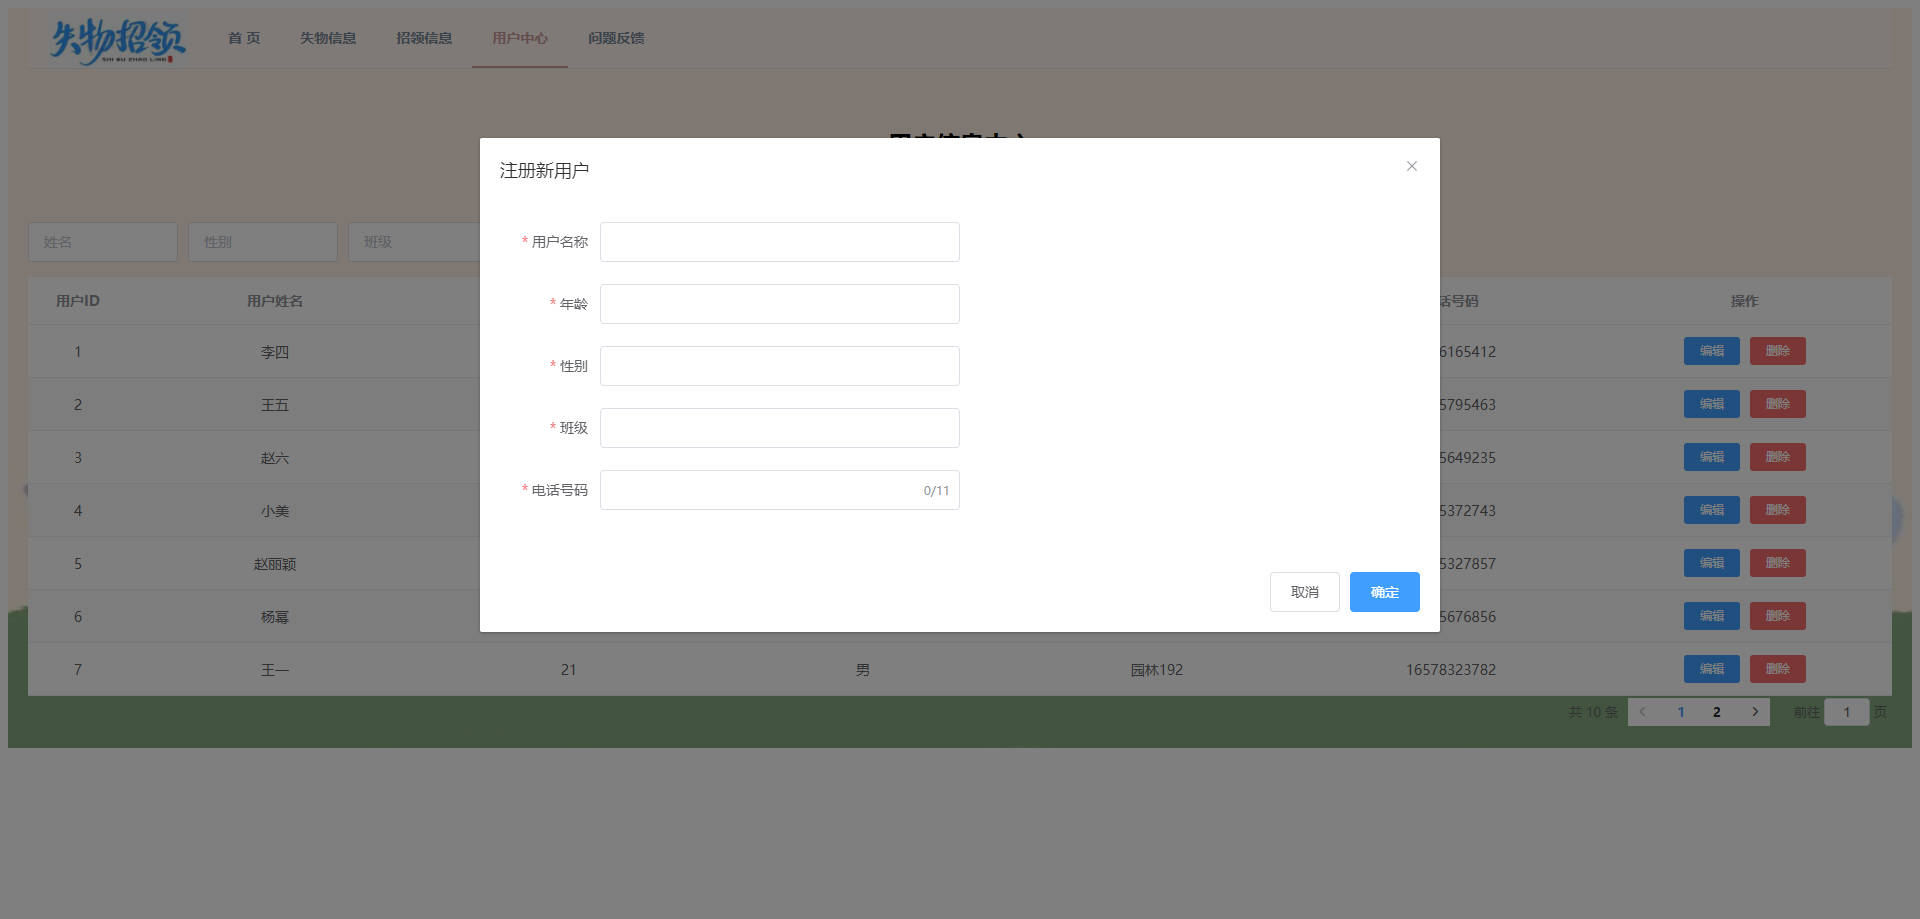 失物招领
SHI WU ZHAO LING
首 页 失物信息 招领信息 用户中心 问题反馈
用户信息中心
注册新用户
姓名 性别 班级
* 用户名称
* 年龄
* 性别
* 班级
* 电话号码 0/11
取消 确定
用户ID 用户姓名 话号码 操作
1 李四 6165412 编辑 删除
2 王五 5795463 编辑 删除
3 赵六 5649235 编辑 删除
4 小美 5372743 编辑 删除
5 赵丽颖 5327857 编辑 删除
6 杨幂 5676856 编辑 删除
7 王一 21 男 园林192 16578323782 编辑 删除
共 10 条 1 2 前往 1 页